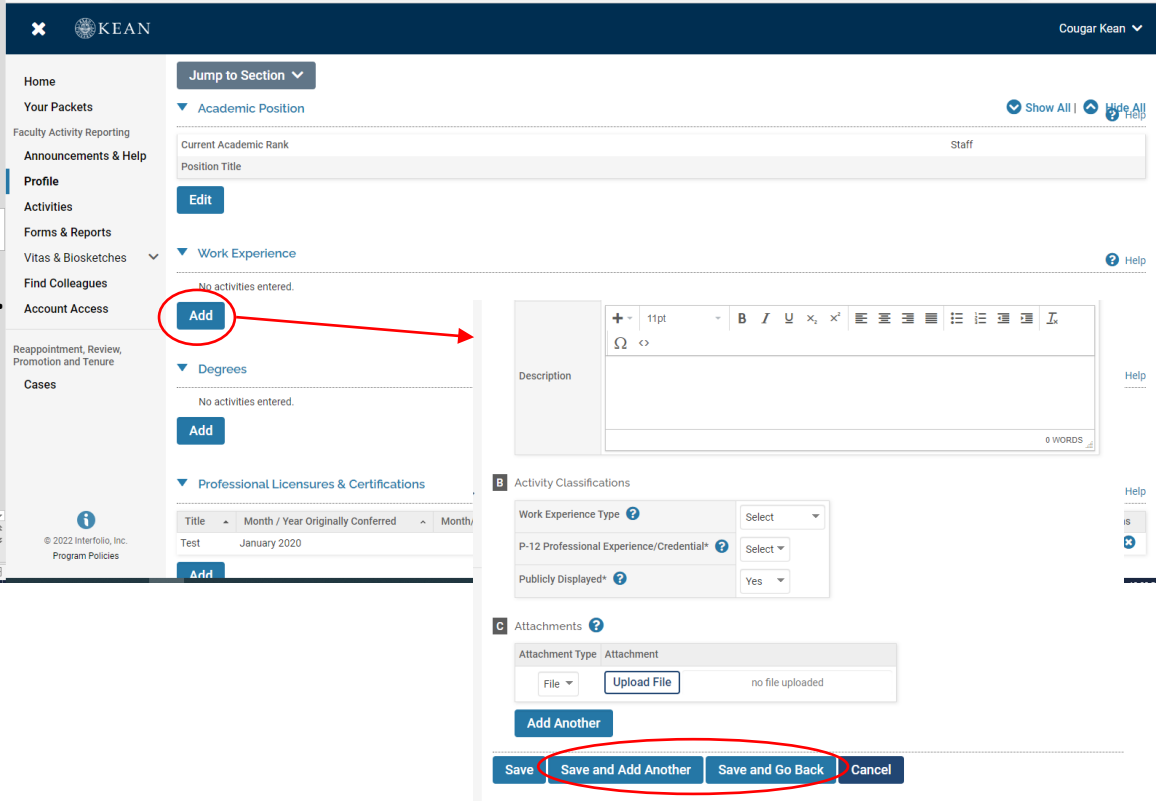 KEAN
Cougar Kean
Home
Your Packets
Faculty Activity Reporting
Announcements & Help
Profile
Activities
Forms & Reports
Vitas & Biosketches
Find Colleagues
Account Access
Reappointment, Review,
Promotion and Tenure
Cases
© 2022 Interfolio, Inc.
Program Policies
Jump to Section
Academic Position
Show All | Hide All
Help
Current Academic Rank Staff
Position Title
Edit
Work Experience
Help
No activities entered.
Add
Degrees
Help
No activities entered.
Add
Professional Licensures & Certifications
Help
Title Month / Year Originally Conferred Month/
Test January 2020
Add
11pt B I U x₂ x² Ix
Ω <>
Description
0 WORDS
B Activity Classifications
Work Experience Type ? Select
P-12 Professional Experience/Credential* ? Select
Publicly Displayed* ? Yes
C Attachments ?
Attachment Type Attachment
File Upload File no file uploaded
Add Another
Save Save and Add Another Save and Go Back Cancel